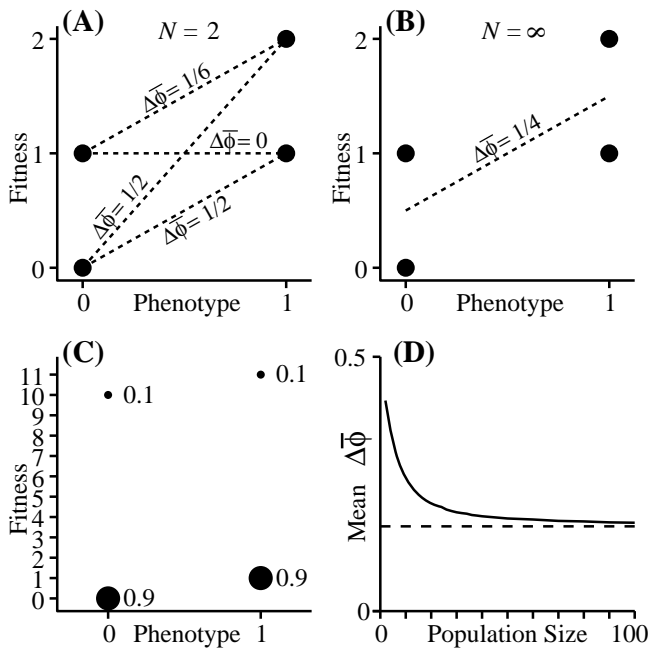 (A)
N = 2
2
1
0
Fitness
Δϕ̅ = 1/6
Δϕ̅ = 0
Δϕ̅ = 1/2
Δϕ̅ = 1/2
0 Phenotype 1
(B)
N = ∞
2
1
0
Fitness
Δϕ̅ = 1/4
0 Phenotype 1
(C)
11
10
9
8
7
6
5
4
3
2
1
0
Fitness
0.1
0.1
0.9
0.9
0 Phenotype 1
(D)
0.5
0
Mean Δϕ̅
0 Population Size 100